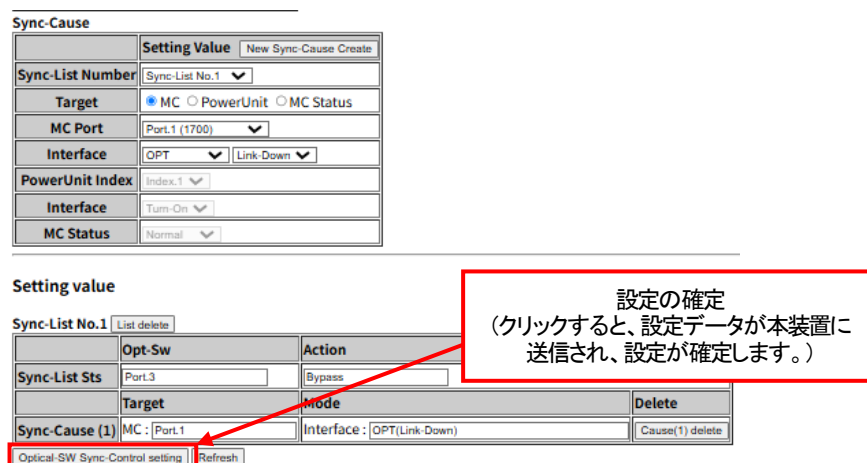 Sync-Cause
Setting Value New Sync-Cause Create
Sync-List Number Sync-List No.1
Target MC PowerUnit MC Status
MC Port Port.1 (1700)
Interface OPT Link-Down
PowerUnit Index Index.1
Interface Turn-On
MC Status Normal
Setting value
設定の確定
（クリックすると、設定データが本装置に
送信され、設定が確定します。）
Sync-List No.1 List delete
Opt-Sw Action
Sync-List Sts Port.3 Bypass
Target Mode Delete
Sync-Cause (1) MC : Port.1 Interface : OPT(Link-Down) Cause(1) delete
Optical-SW Sync-Control setting Refresh